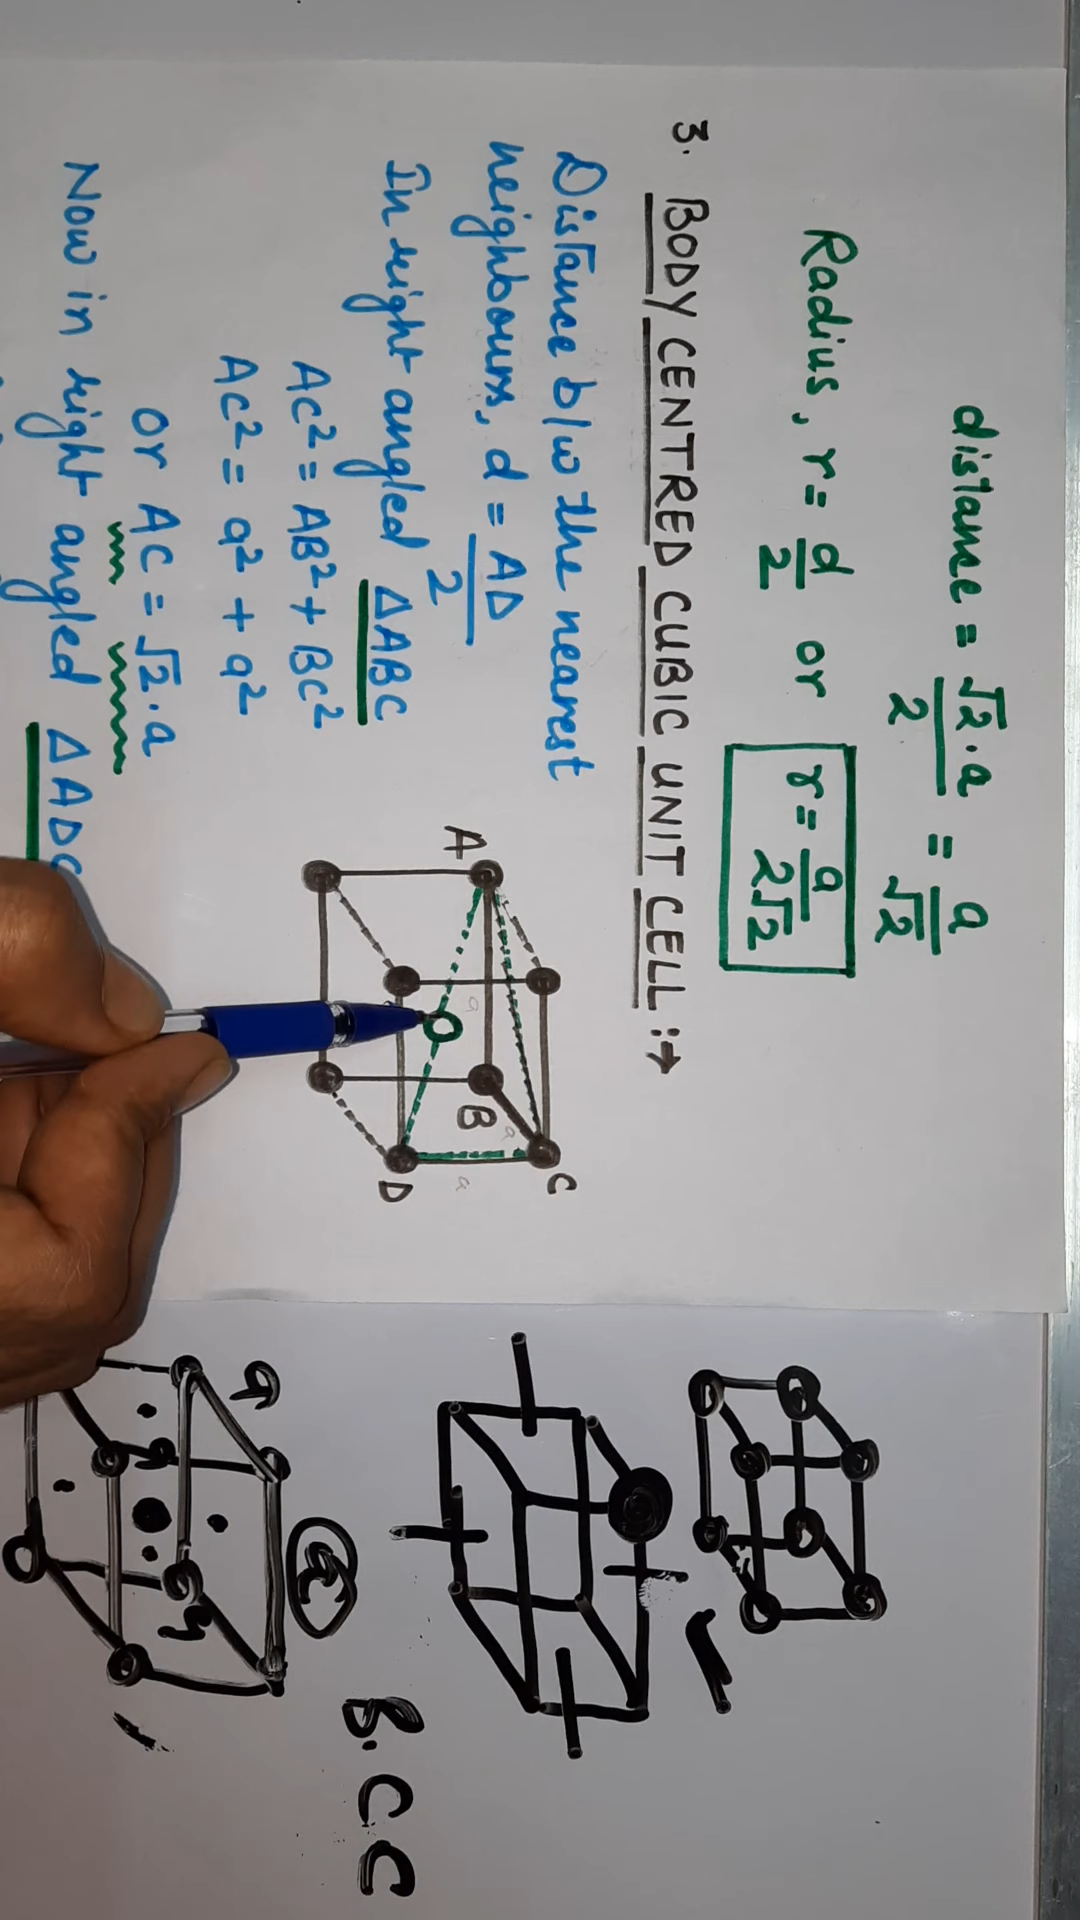 distance = √2.a/2 = a/√2
Radius, r = d/2 or r = a/2√2
3. BODY CENTRED CUBIC UNIT CELL :→
Distance b/w the nearest
neighbours, d = AD/2
In right angled ΔABC
AC² = AB² + BC²
AC² = a² + a²
or AC = √2.a
Now in right angled ΔADC
A
B
C
D
a
a
a
B.C.C